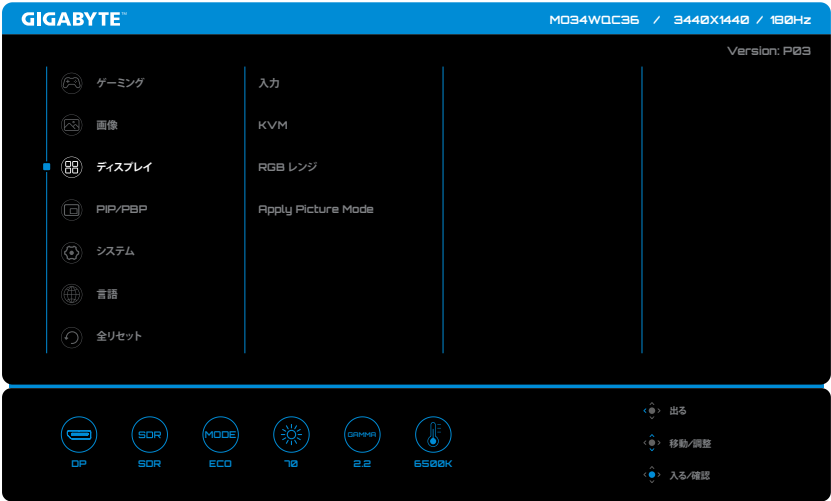 GIGABYTE™
MO34WQC36 / 3440X1440 / 180Hz
Version: P03
ゲーミング
入力
画像
KVM
ディスプレイ
RGB レンジ
PIP/PBP
Apply Picture Mode
システム
言語
全リセット
出る
SDR
MODE
GAMMA
移動/調整
DP
SDR
ECO
70
2.2
6500K
入る/確認